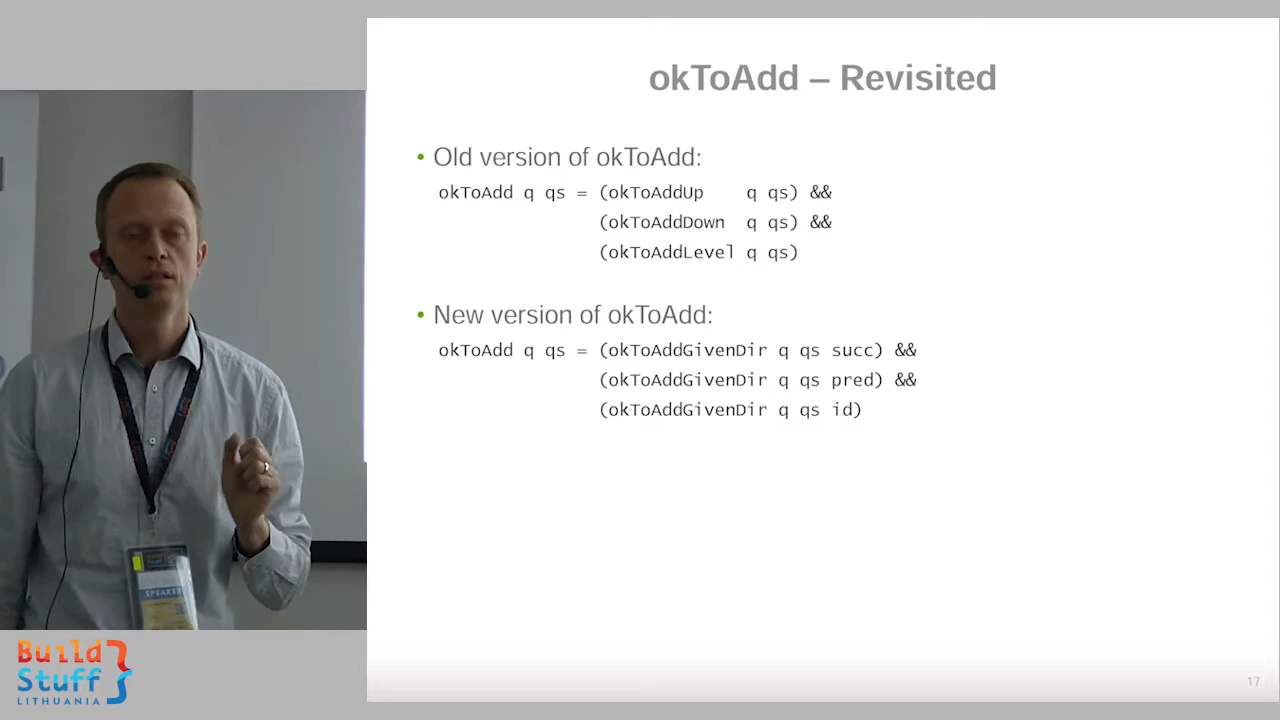 okToAdd – Revisited
• Old version of okToAdd:
okToAdd q qs = (okToAddUp    q qs) &&
(okToAddDown  q qs) &&
(okToAddLevel q qs)
• New version of okToAdd:
okToAdd q qs = (okToAddGivenDir q qs succ) &&
(okToAddGivenDir q qs pred) &&
(okToAddGivenDir q qs id)
17
SPEAKER
Build
Stuff
LITHUANIA